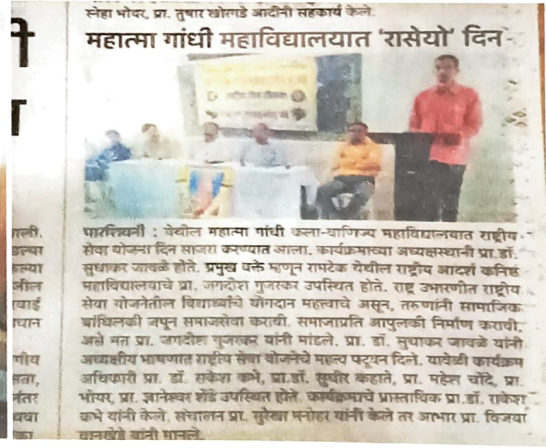 स्नेहा भोदर, प्रा. तुषार खोरगडे आदींनी सहकार्य केले.
महात्मा गांधी महाविद्यालयात 'रासेयो' दिन
पारशिवनी : येथील महात्मा गांधी कला-वाणिज्य महाविद्यालयात राष्ट्रीय
सेवा योजना दिन साजरा करण्यात आला. कार्यक्रमाच्या अध्यक्षस्थानी प्रा.डॉ.
सुधाकर जावळे होते. प्रमुख वक्ते म्हणून रामटेक येथील राष्ट्रीय आदर्श कनिष्ठ
महाविद्यालयाचे प्रा. जगदीश गुजरकर उपस्थित होते. राष्ट्र उभारणीत राष्ट्रीय
सेवा योजनेतील विद्यार्थ्यांचे योगदान महत्त्वाचे असून, तरुणांनी सामाजिक
बांधिलकी जपून समाजसेवा करावी. समाजाप्रति आपुलकी निर्माण करावी,
असे मत प्रा. जगदीश गुजरकर यांनी मांडले. प्रा. डॉ. सुधाकर जावळे यांनी
अध्यक्षीय भाषणात राष्ट्रीय सेवा योजनेचे महत्त्व पटवून दिले. यावेळी कार्यक्रम
अधिकारी प्रा. डॉ. राकेश कभे, प्रा.डॉ. सुधीर कहाते, प्रा. महेश चोंदे, प्रा.
भोयर, प्रा. ज्ञानेश्वर शेंडे उपस्थित होते. कार्यक्रमाचे प्रास्ताविक प्रा.डॉ. राकेश
कभे यांनी केले. संचालन प्रा. सुरेखा मनोहर यांनी केले तर आभार प्रा. विजया
वानखेडे यांनी मानले.